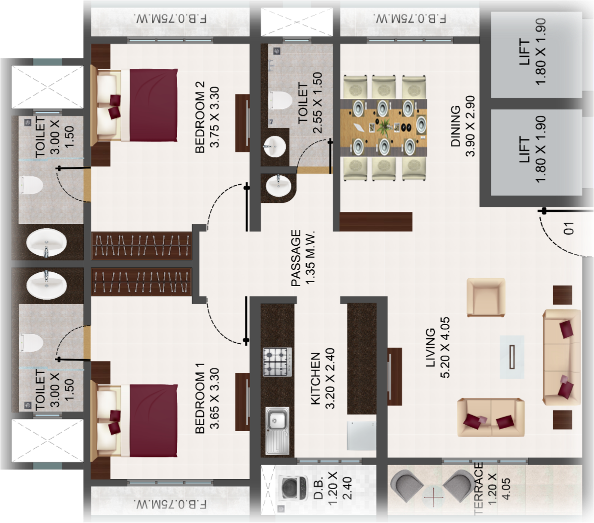 F.B.0.75M.W.
F.B.0.75M.W.
LIFT
1.80 X 1.90
BEDROOM 2
3.75 X 3.30
TOILET
2.55 X 1.50
DINING
3.90 X 2.90
TOILET
3.00 X
1.50
LIFT
1.80 X 1.90
01
PASSAGE
1.35 M.W.
LIVING
5.20 X 4.05
KITCHEN
3.20 X 2.40
BEDROOM 1
3.65 X 3.30
TOILET
3.00 X
1.50
D.B.
1.20 X
2.40
TERRACE
1.20 X
4.05
F.B.0.75M.W.